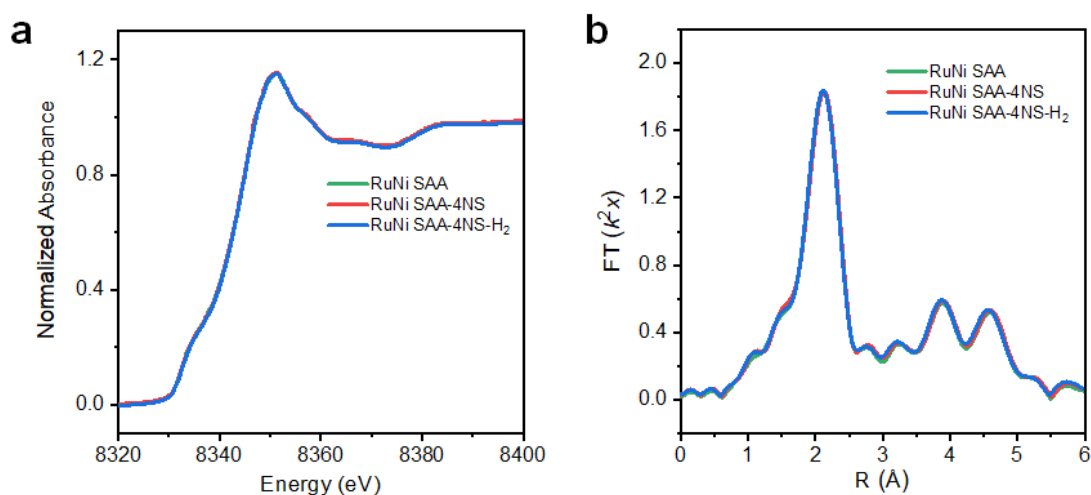 a
Normalized Absorbance
1.2
0.8
0.4
0.0
RuNi SAA
RuNi SAA-4NS
RuNi SAA-4NS-H₂
8320 8340 8360 8380 8400
Energy (eV)
b
FT (k²x)
2.0
1.6
1.2
0.8
0.4
0.0
RuNi SAA
RuNi SAA-4NS
RuNi SAA-4NS-H₂
0 1 2 3 4 5 6
R (Å)